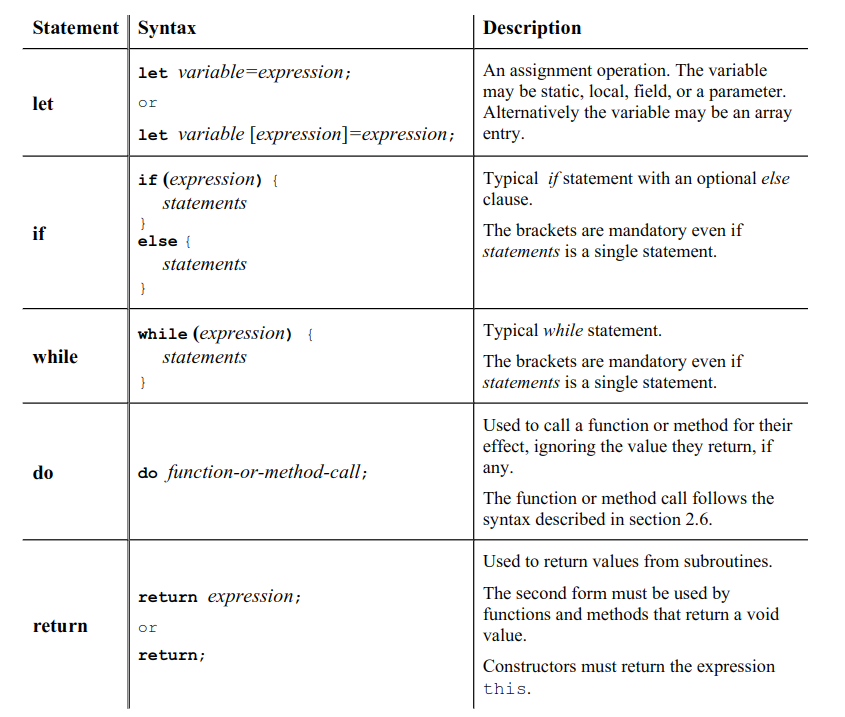 Statement Syntax Description
let
let variable=expression;
or
let variable [expression]=expression;
An assignment operation. The variable
may be static, local, field, or a parameter.
Alternatively the variable may be an array
entry.
if
if (expression) {
statements
}
else {
statements
}
Typical if statement with an optional else
clause.
The brackets are mandatory even if
statements is a single statement.
while
while (expression) {
statements
}
Typical while statement.
The brackets are mandatory even if
statements is a single statement.
do
do function-or-method-call;
Used to call a function or method for their
effect, ignoring the value they return, if
any.
The function or method call follows the
syntax described in section 2.6.
return
return expression;
or
return;
Used to return values from subroutines.
The second form must be used by
functions and methods that return a void
value.
Constructors must return the expression
this.